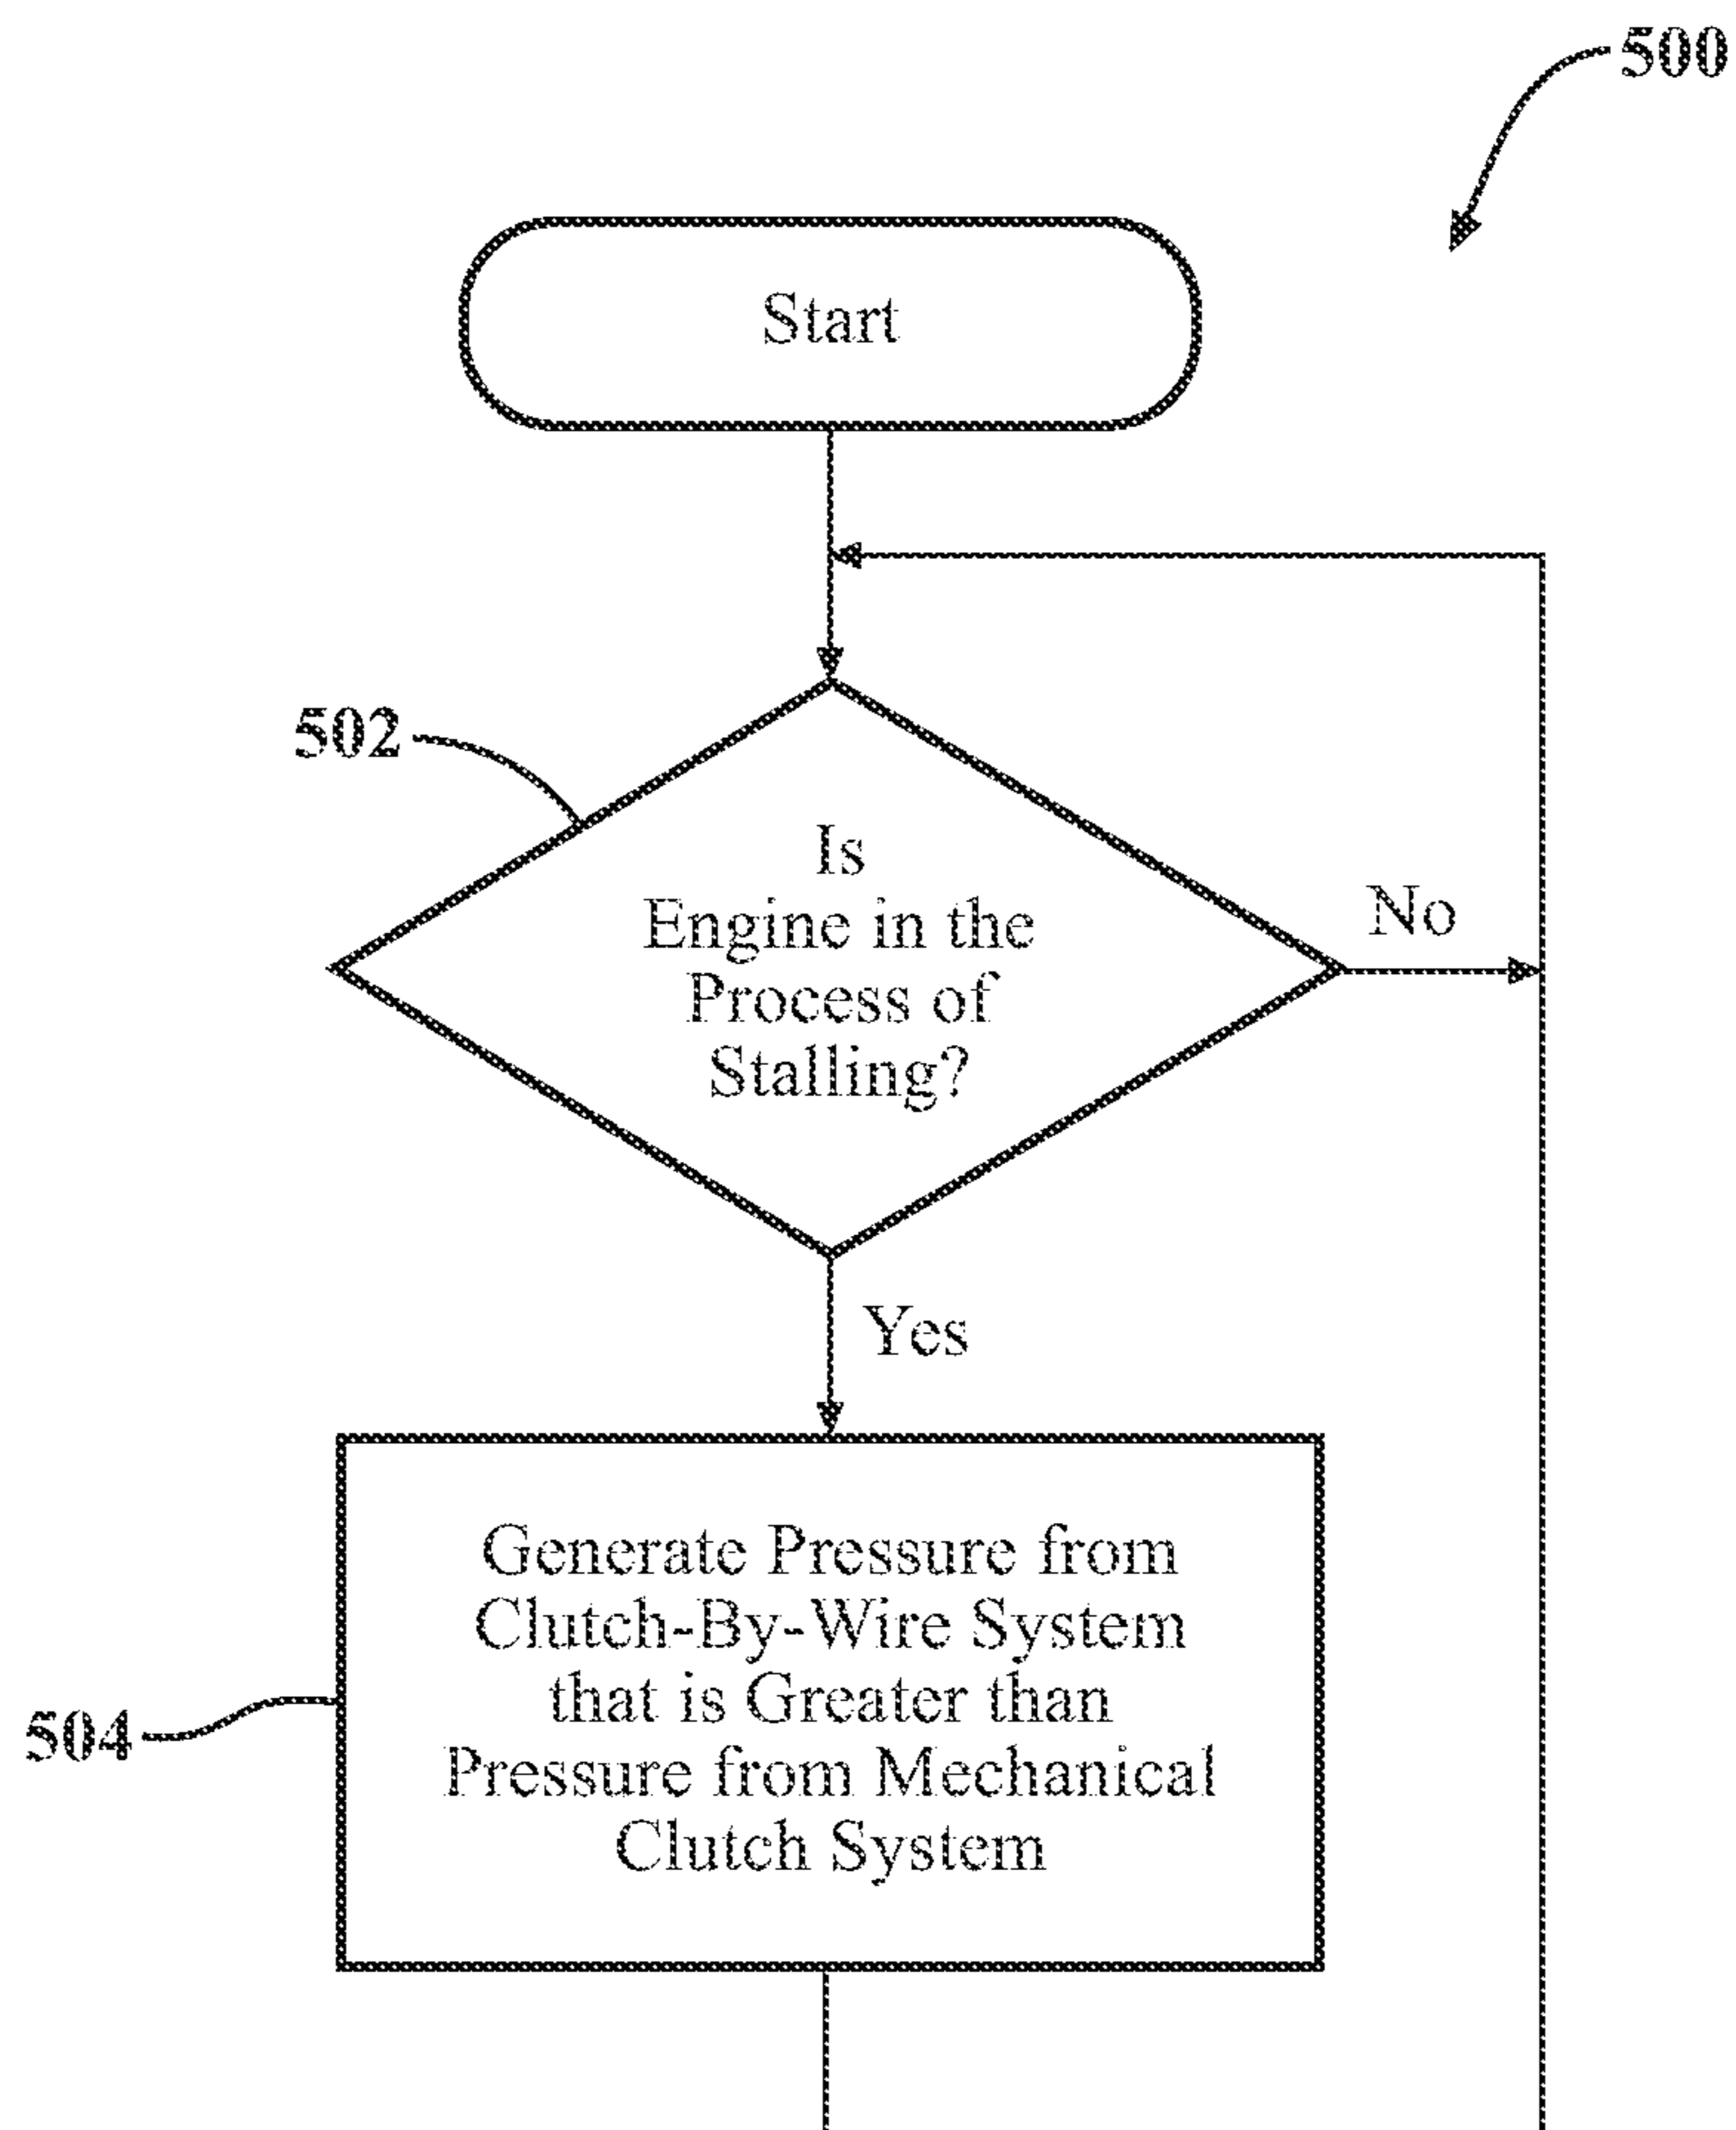 500
Start
502
Is
Engine in the
Process of
Stalling?
No
Yes
Generate Pressure from
Clutch-By-Wire System
that is Greater than
Pressure from Mechanical
Clutch System
504